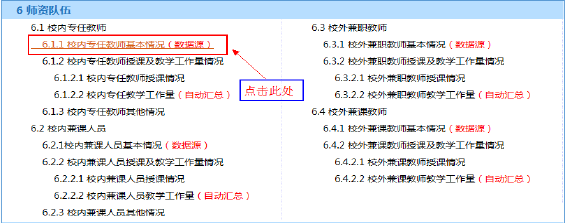 6 师资队伍
6.1 校内专任教师
6.1.1 校内专任教师基本情况（数据源）
6.1.2 校内专任教师授课及教学工作量情况
6.1.2.1 校内专任教师授课情况
6.1.2.2 校内专任教学工作量（自动汇总）
6.1.3 校内专任教师其他情况
6.2 校内兼课人员
6.2.1校内兼课人员基本情况（数据源）
6.2.2 校内兼课人员授课及教学工作量情况
6.2.2.1 校内兼课人员授课情况
6.2.2.2 校内兼课人员教学工作量（自动汇总）
6.2.3 校内兼课人员其他情况
点击此处
6.3 校外兼职教师
6.3.1 校外兼职教师基本情况（数据源）
6.3.2 校外兼职教师授课及教学工作量情况
6.3.2.1 校外兼职教师授课情况
6.3.2.2 校外兼职教师教学工作量（自动汇总）
6.4 校外兼课教师
6.4.1 校外兼课教师基本情况（数据源）
6.4.2 校外兼课教师授课及教学工作量情况
6.4.2.1 校外兼课教师授课情况
6.4.2.2 校外兼课教师教学工作量（自动汇总）